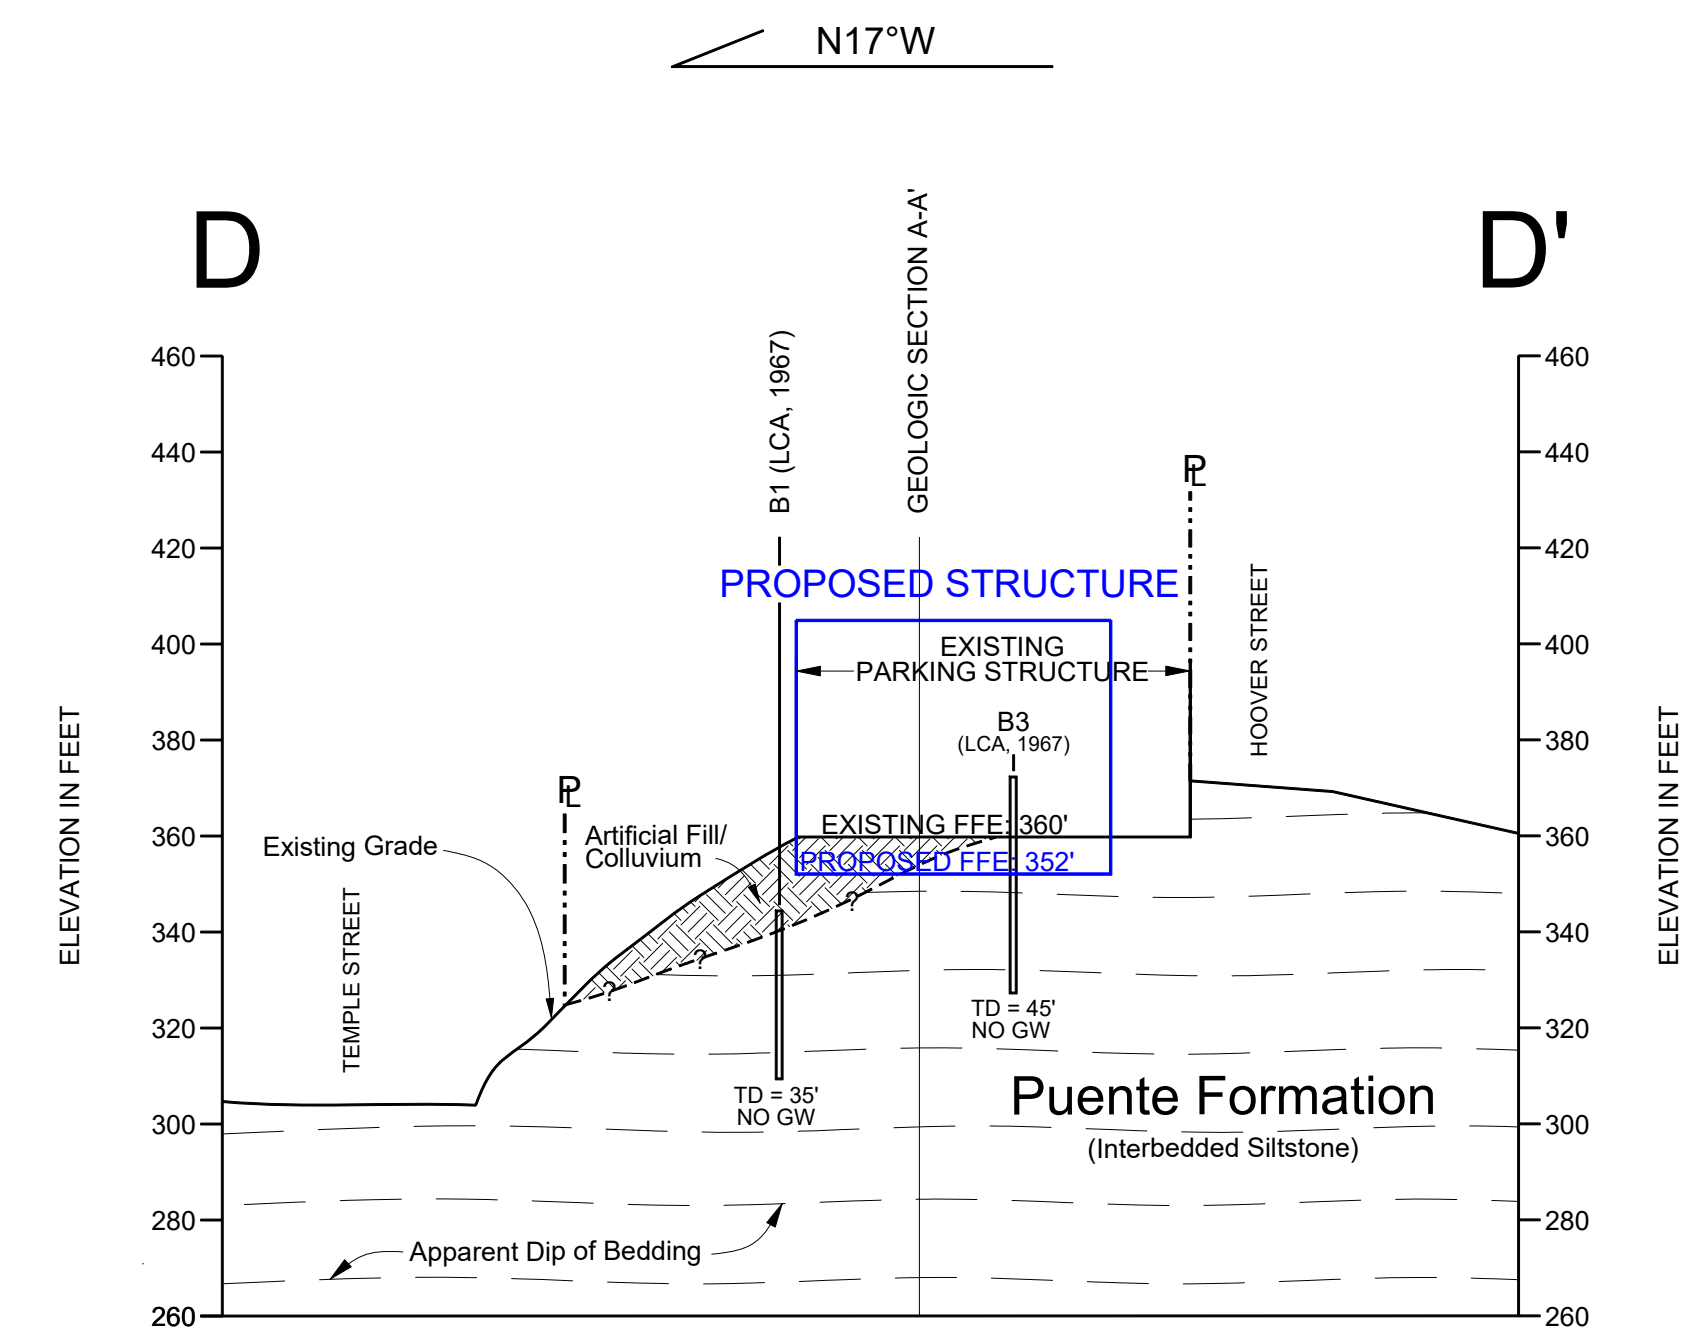 N17°W
D
D'
GEOLOGIC SECTION A-A'
B1 (LCA, 1967)
460
460
440
440
PL
420
420
PROPOSED STRUCTURE
HOOVER STREET
400
400
EXISTING
PARKING STRUCTURE
B3
(LCA, 1967)
380
380
ELEVATION IN FEET
ELEVATION IN FEET
PL
360
360
EXISTING FFE: 360'
Artificial Fill/
Colluvium
Existing Grade
PROPOSED FFE: 352'
TEMPLE STREET
?
340
340
?
?
320
320
TD = 45'
NO GW
TD = 35'
NO GW
Puente Formation
(Interbedded Siltstone)
300
300
280
280
Apparent Dip of Bedding
260
260